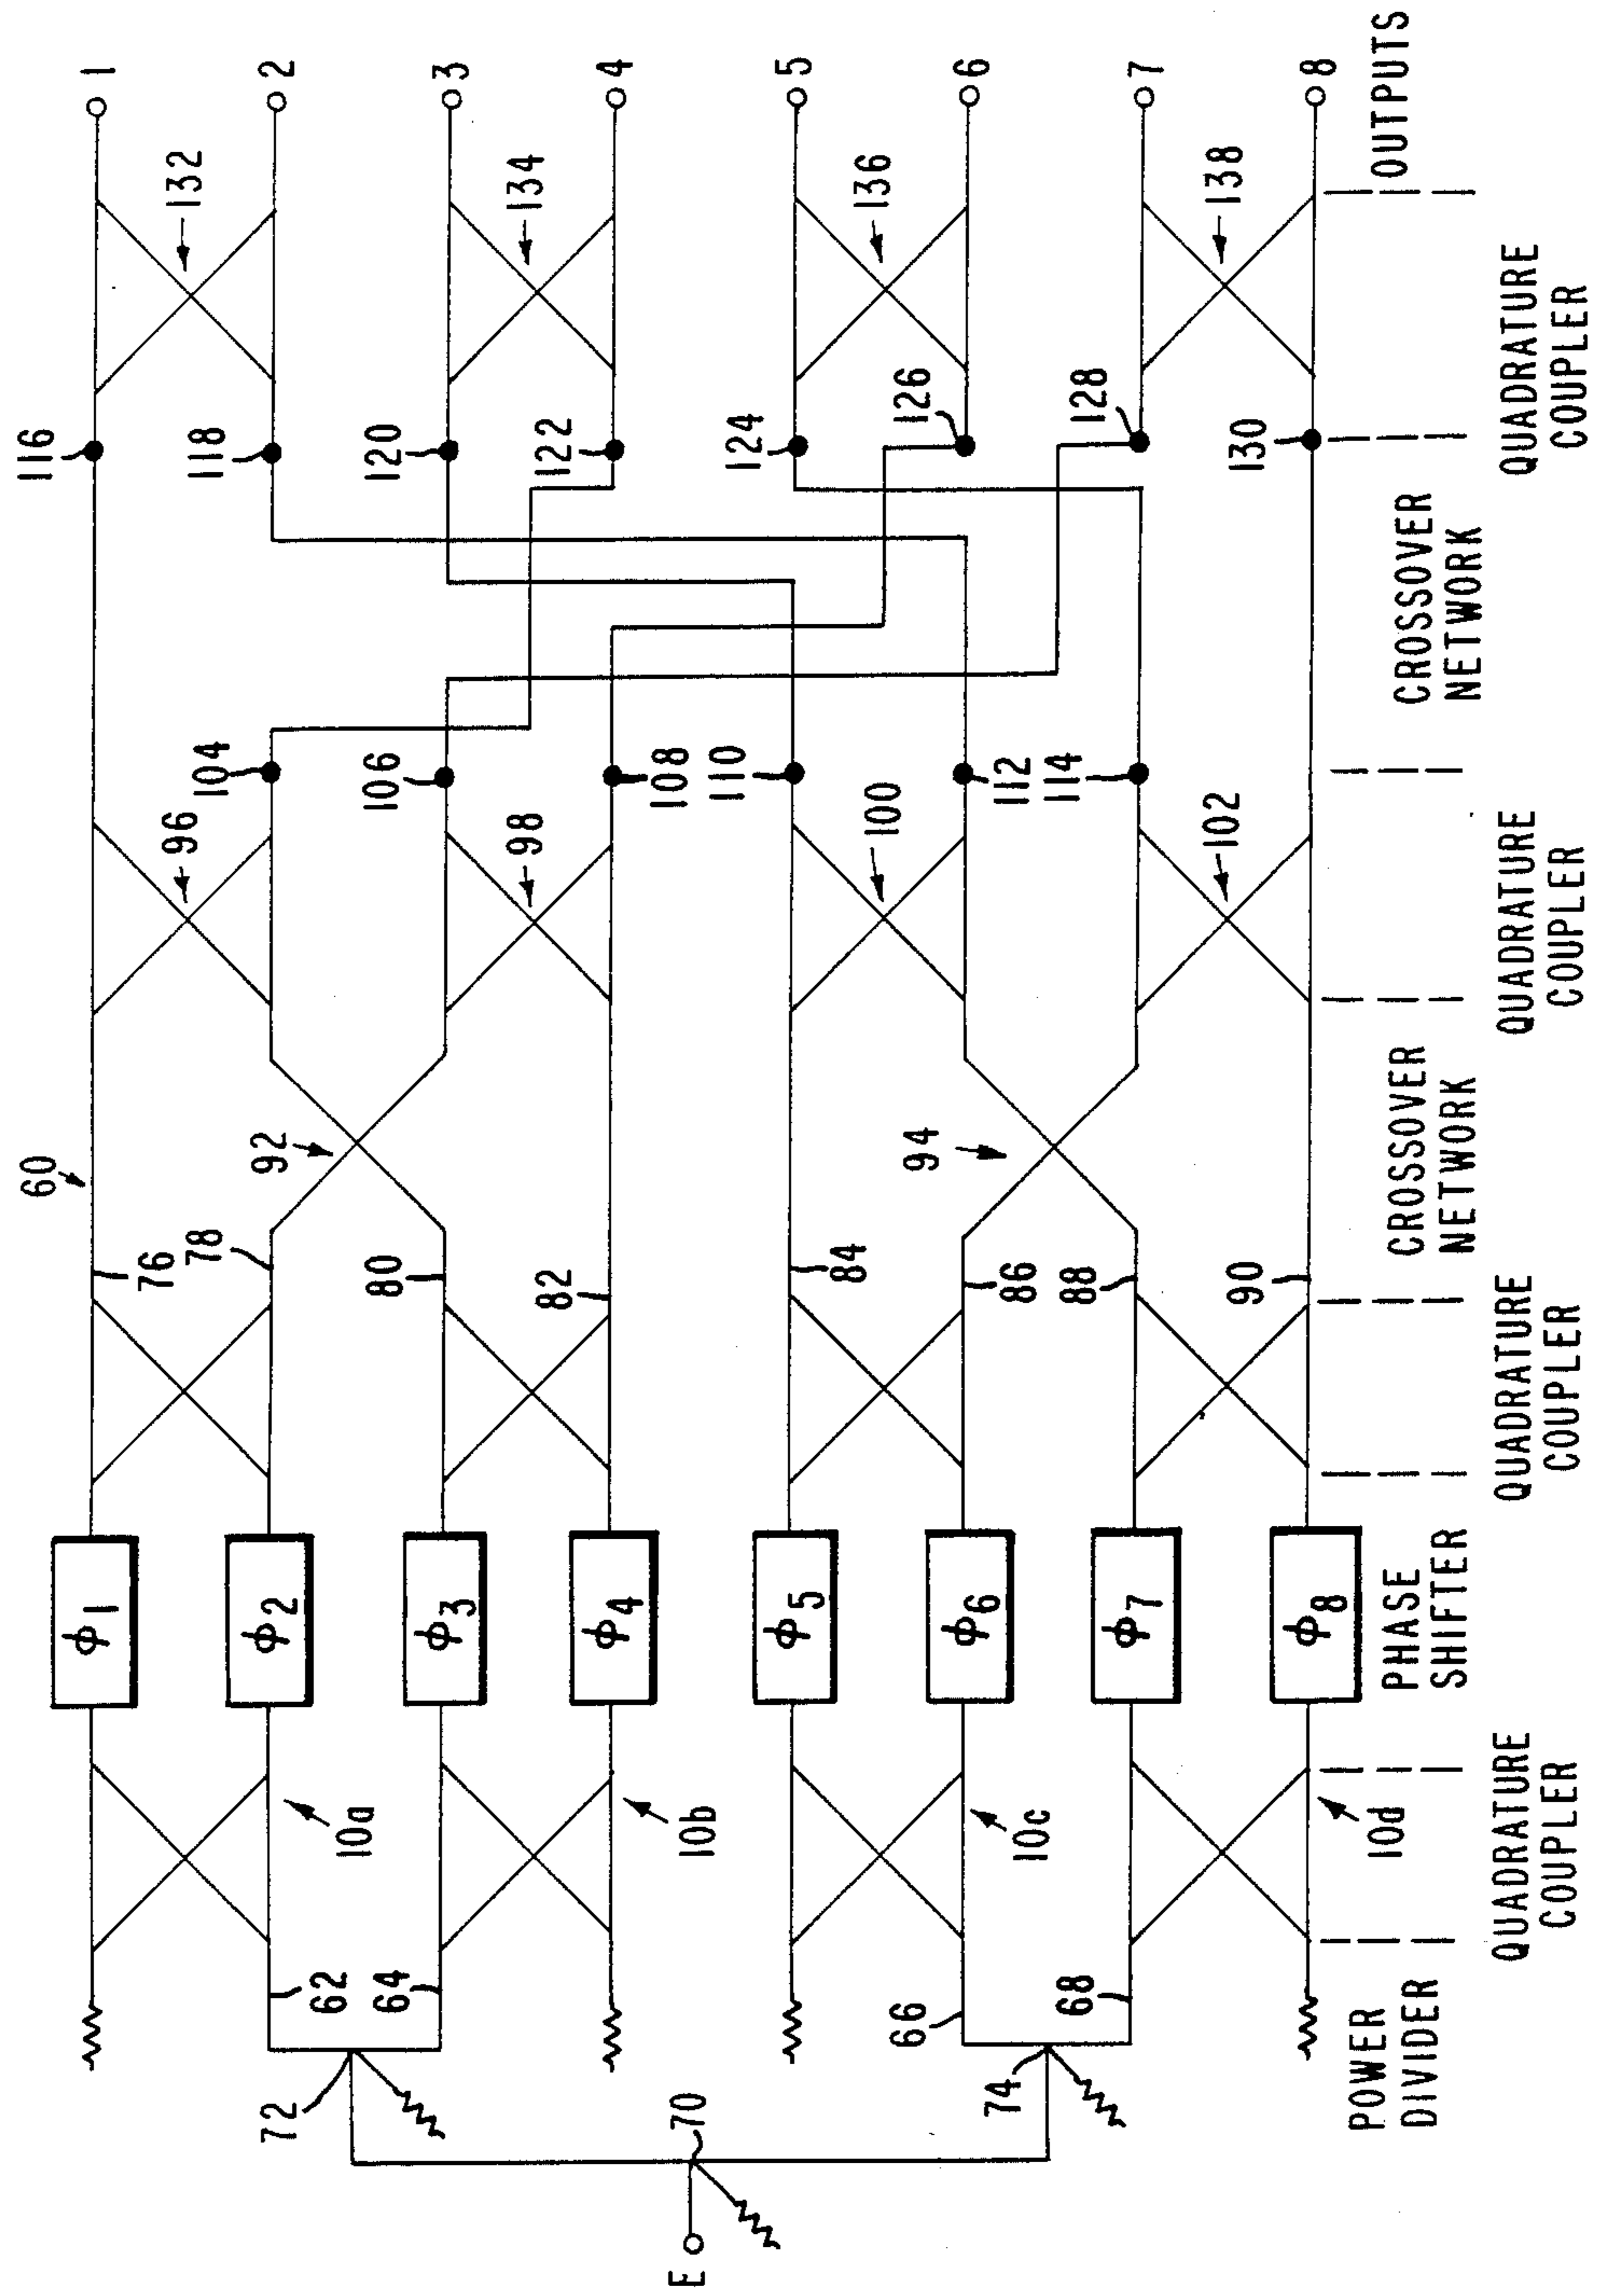 1
2
3
4
5
6
7
8
OUTPUTS
132
134
136
138
QUADRATURE
COUPLER
116
118
120
122
124
126
128
130
CROSSOVER
NETWORK
104
106
108
110
112
114
96
98
100
102
QUADRATURE
COUPLER
60
92
94
CROSSOVER
NETWORK
76
78
80
82
84
86
88
90
QUADRATURE
COUPLER
ϕ1
ϕ2
ϕ3
ϕ4
ϕ5
ϕ6
ϕ7
ϕ8
PHASE
SHIFTER
10a
10b
10c
10d
QUADRATURE
COUPLER
62
64
66
68
72
70
74
POWER
DIVIDER
E